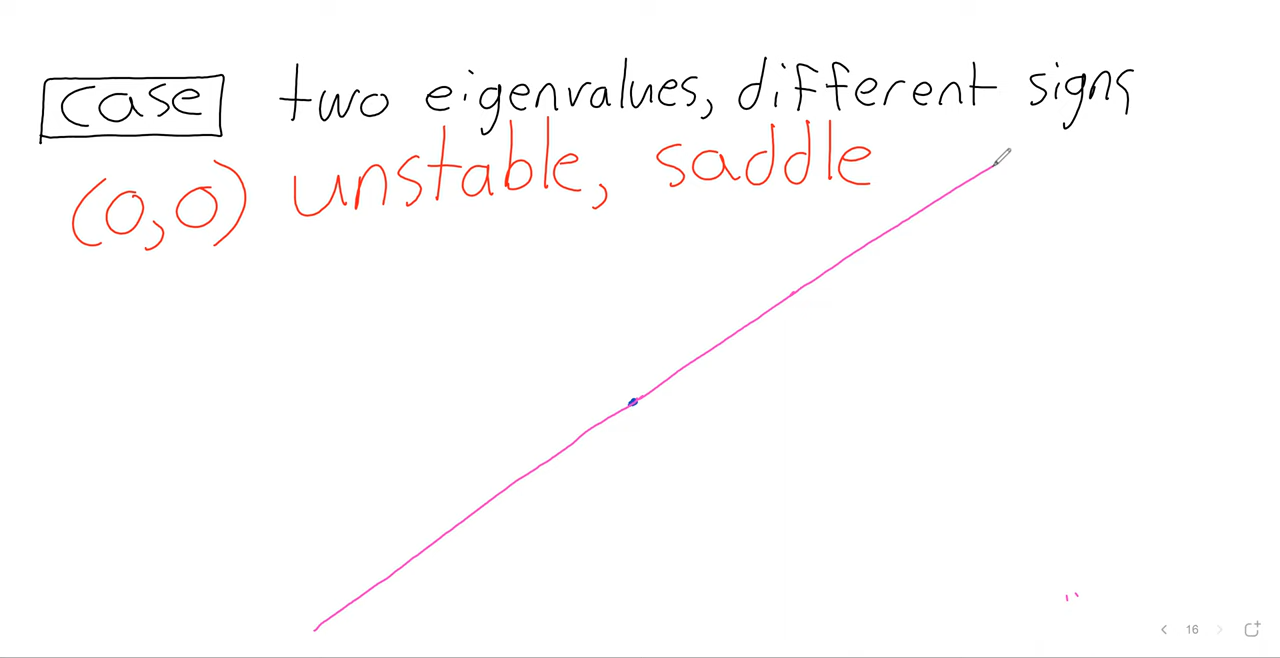 case two eigenvalues, different signs
(0,0) unstable, saddle
16